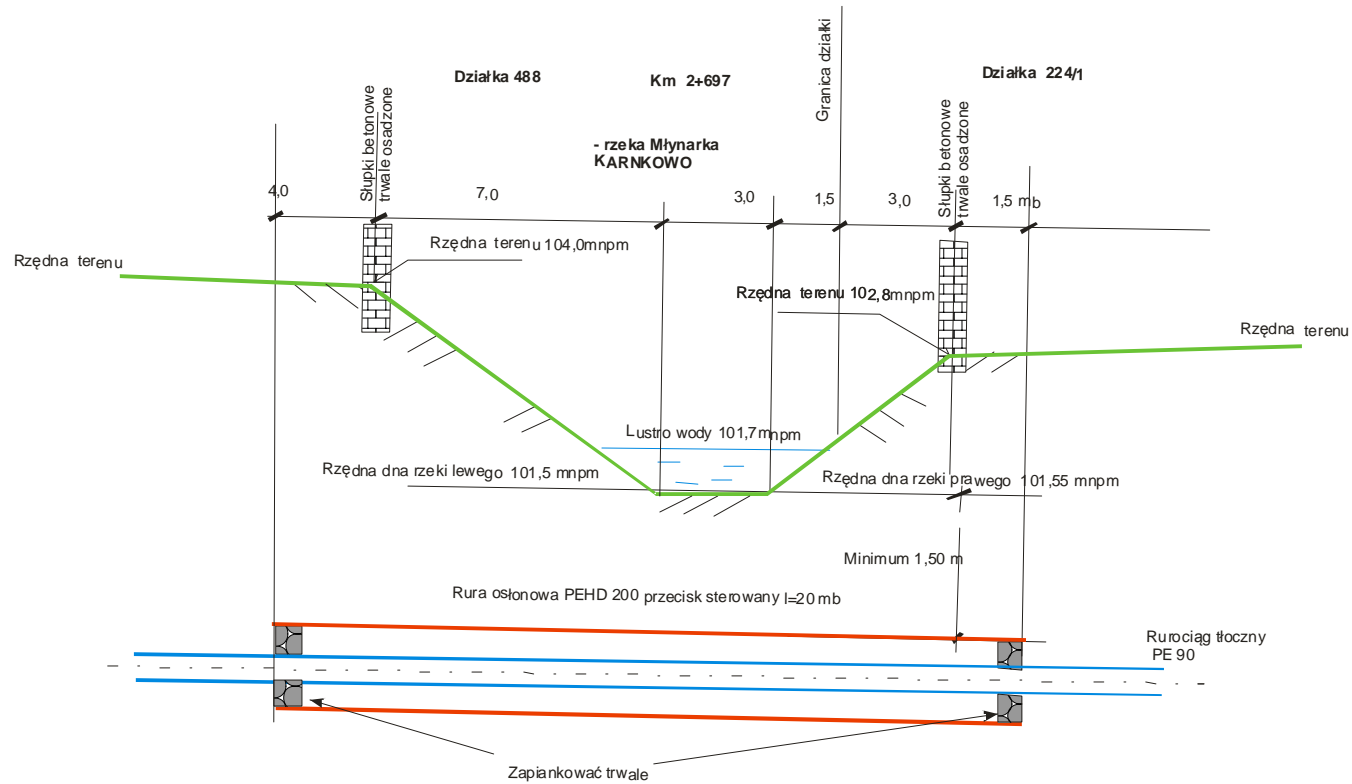 Działka 488
Km 2+697
Granica działki
Działka 224/1
- rzeka Młynarka
KARNKOWO
Słupki betonowe
trwale osadzone
Słupki betonowe
trwale osadzone
4,0
7,0
3,0
1,5
3,0
1,5 mb
Rzędna terenu
Rzędna terenu 104,0mnpm
Rzędna terenu 102,8mnpm
Rzędna terenu
Lustro wody 101,7mnpm
Rzędna dna rzeki lewego 101,5 mnpm
Rzędna dna rzeki prawego 101,55 mnpm
Minimum 1,50 m
Rura osłonowa PEHD 200 przecisk sterowany l=20 mb
Rurociąg tłoczny
PE 90
Zapiankować trwale